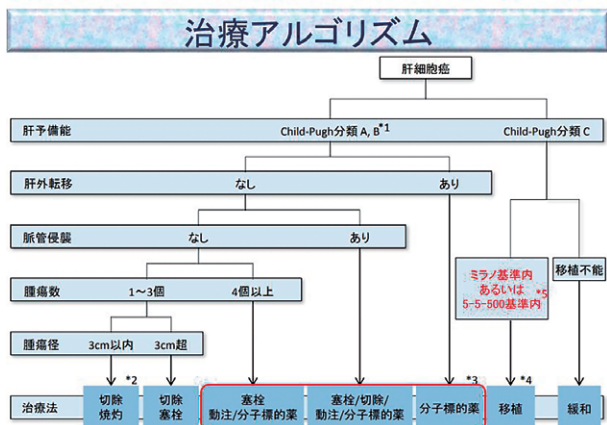 治療アルゴリズム
肝細胞癌
肝予備能 Child-Pugh分類 A, B*1 Child-Pugh分類 C
肝外転移 なし あり
脈管侵襲 なし あり
ミラノ基準内
あるいは
5-5-500基準内*5
移植不能
腫瘍数 1～3個 4個以上
腫瘍径 3cm以内 3cm超
*2 *3 *4
治療法
切除
焼灼
切除
塞栓
塞栓
動注/分子標的薬
塞栓/切除/
動注/分子標的薬
分子標的薬
移植
緩和